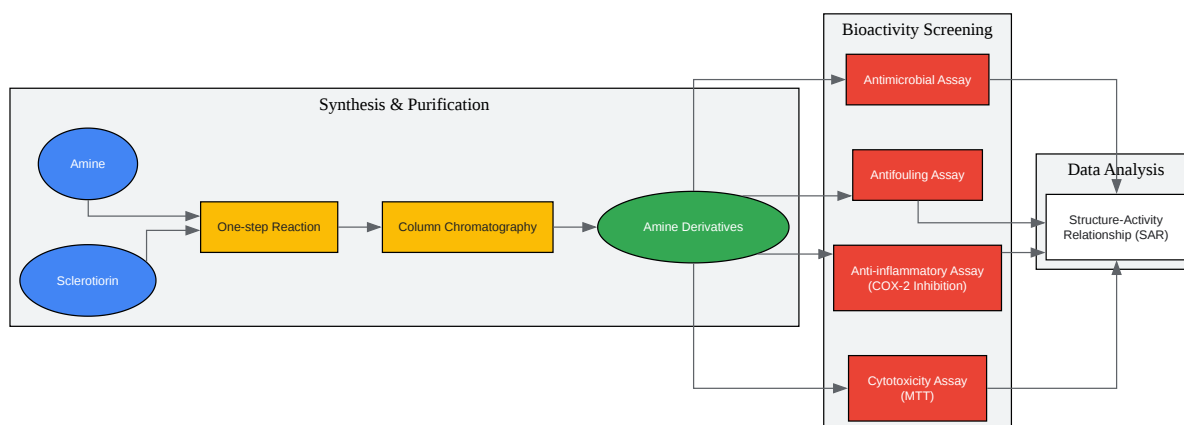 Synthesis & Purification
Amine
Sclerotiorin
One-step Reaction
Column Chromatography
Amine Derivatives
Bioactivity Screening
Antimicrobial Assay
Antifouling Assay
Anti-inflammatory Assay
(COX-2 Inhibition)
Cytotoxicity Assay
(MTT)
Data Analysis
Structure-Activity
Relationship (SAR)